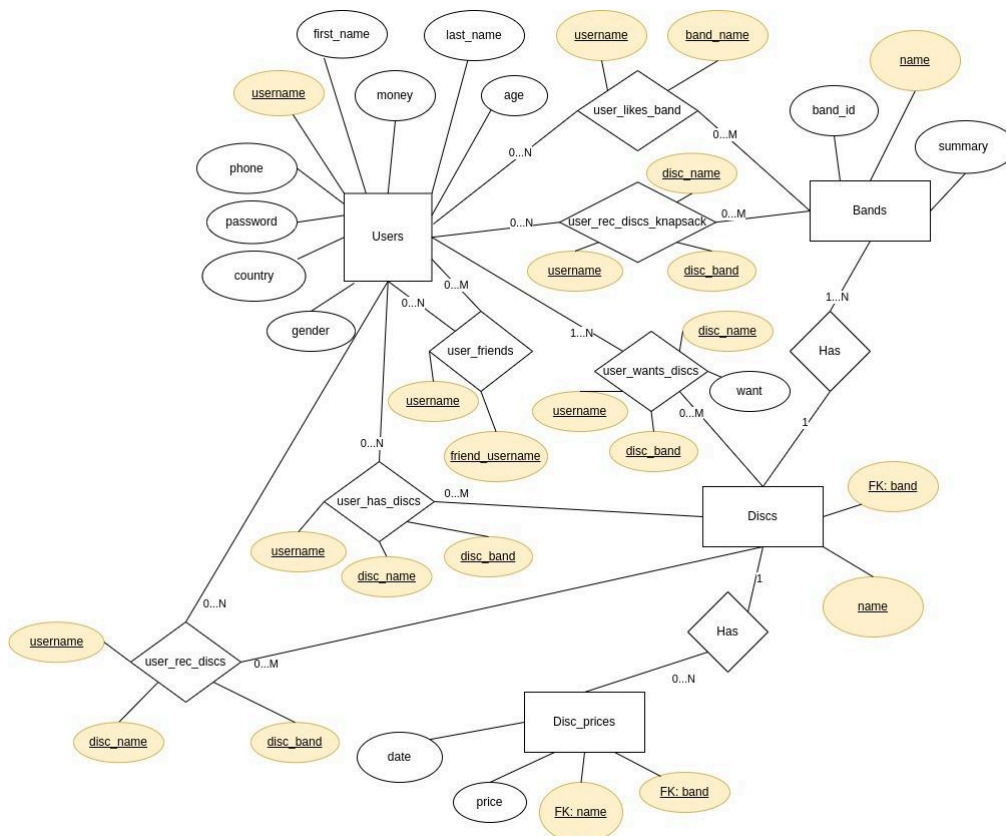 first_name
last_name
username
band_name
name
username
money
age
user_likes_band
band_id
summary
0...M
0...N
phone
disc_name
password
Users
0...N
user_rec_discs_knapsack
0...M
Bands
country
username
disc_band
0...M
0...N
1...N
gender
1...N
disc_name
user_friends
Has
user_wants_discs
want
username
username
0...M
1
disc_band
friend_username
0...N
FK: band
user_has_discs
0...M
Discs
username
disc_name
disc_band
1
name
0...N
username
Has
user_rec_discs
0...M
0...N
Disc_prices
disc_name
disc_band
date
price
FK: name
FK: band